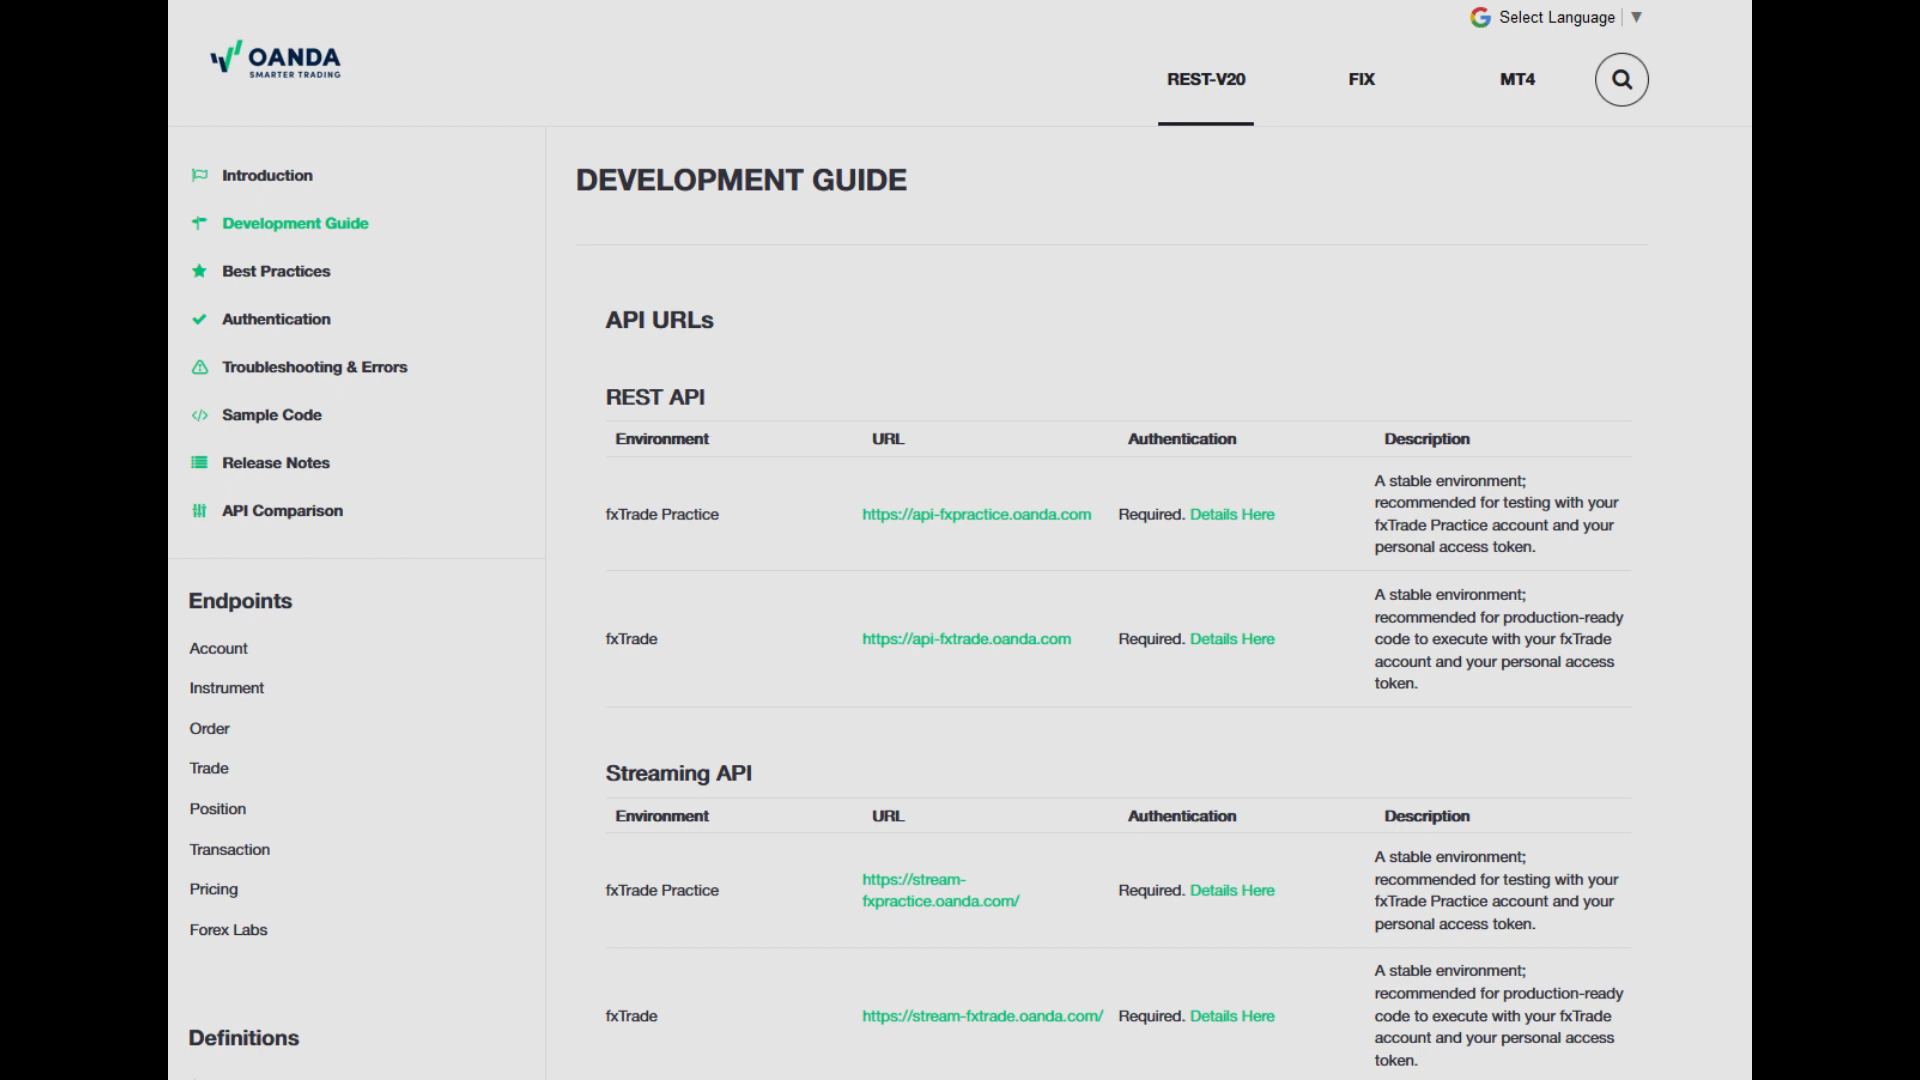 Select Language ▼
OANDA
SMARTER TRADING
REST-V20
FIX
MT4
Introduction
Development Guide
Best Practices
Authentication
Troubleshooting & Errors
Sample Code
Release Notes
API Comparison
Endpoints
Account
Instrument
Order
Trade
Position
Transaction
Pricing
Forex Labs
Definitions
DEVELOPMENT GUIDE
API URLs
REST API
Environment URL Authentication Description
fxTrade Practice
https://api-fxpractice.oanda.com
Required. Details Here
A stable environment;
recommended for testing with your
fxTrade Practice account and your
personal access token.
fxTrade
https://api-fxtrade.oanda.com
Required. Details Here
A stable environment;
recommended for production-ready
code to execute with your fxTrade
account and your personal access
token.
Streaming API
Environment URL Authentication Description
fxTrade Practice
https://stream-
fxpractice.oanda.com/
Required. Details Here
A stable environment;
recommended for testing with your
fxTrade Practice account and your
personal access token.
fxTrade
https://stream-fxtrade.oanda.com/
Required. Details Here
A stable environment;
recommended for production-ready
code to execute with your fxTrade
account and your personal access
token.